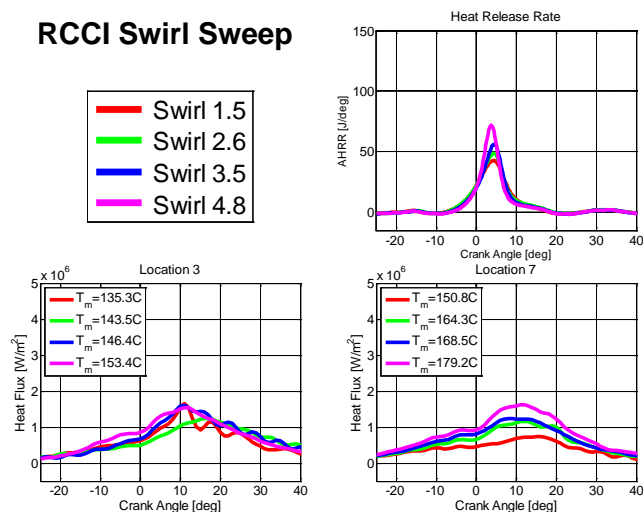 RCCI Swirl Sweep
Swirl 1.5
Swirl 2.6
Swirl 3.5
Swirl 4.8
Heat Release Rate
150
100
50
0
AHRR [J/deg]
-20 -10 0 10 20 30 40
Crank Angle [deg]
Location 3
x 10^6
5
4
3
2
1
0
Heat Flux [W/m²]
T_m=135.3C
T_m=143.5C
T_m=146.4C
T_m=153.4C
-20 -10 0 10 20 30 40
Crank Angle [deg]
Location 7
x 10^6
5
4
3
2
1
0
Heat Flux [W/m²]
T_m=150.8C
T_m=164.3C
T_m=168.5C
T_m=179.2C
-20 -10 0 10 20 30 40
Crank Angle [deg]